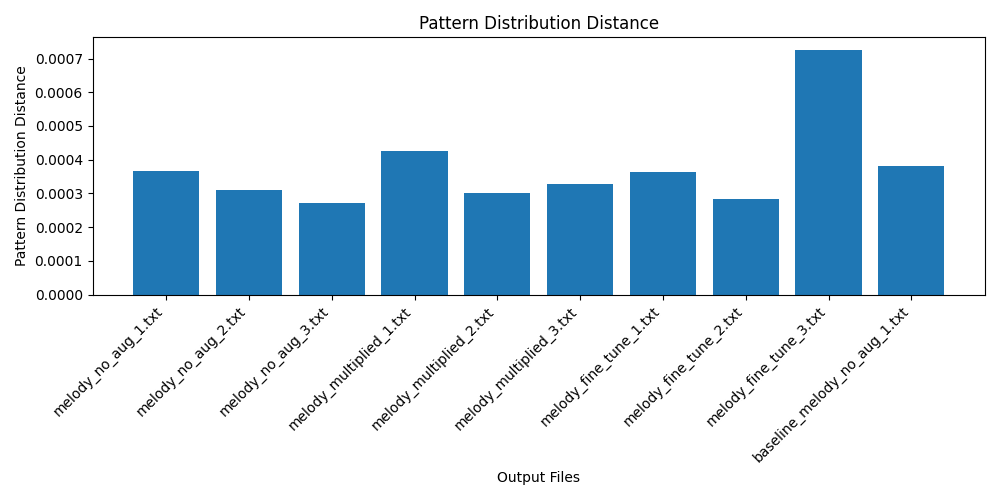 Pattern Distribution Distance
Pattern Distribution Distance
0.0007
0.0006
0.0005
0.0004
0.0003
0.0002
0.0001
0.0000
melody_no_aug_1.txt
melody_no_aug_2.txt
melody_no_aug_3.txt
melody_multiiplied_1.txt
melody_multiplied_2.txt
melody_multiplied_3.txt
melody_fine_tune_1.txt
melody_fine_tune_2.txt
melody_fine_tune_3.txt
baseline_melody_no_aug_1.txt
Output Files